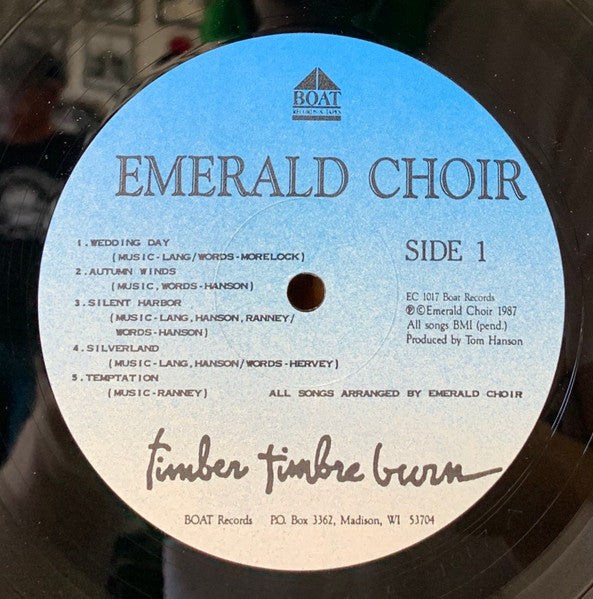 BOAT
RECORDS & TAPES
EMERALD CHOIR
SIDE 1
1.WEDDING DAY
(MUSIC-LANG/WORDS-MORELOCK)
2.AUTUMN WINDS
(MUSIC,WORDS-HANSON)
3.SILENT HARBOR
(MUSIC-LANG,HANSON,RANNEY/
WORDS-HANSON)
4.SILVERLAND
(MUSIC-LANG,HANSON/WORDS-HERVEY)
5.TEMPTATION
(MUSIC-RANNEY)
EC 1017 Boat Records
℗©Emerald Choir 1987
All songs BMI (pend.)
Produced by Tom Hanson
ALL SONGS ARRANGED BY EMERALD CHOIR
timber timbre burn
BOAT Records P.O. Box 3362, Madison, WI 53704